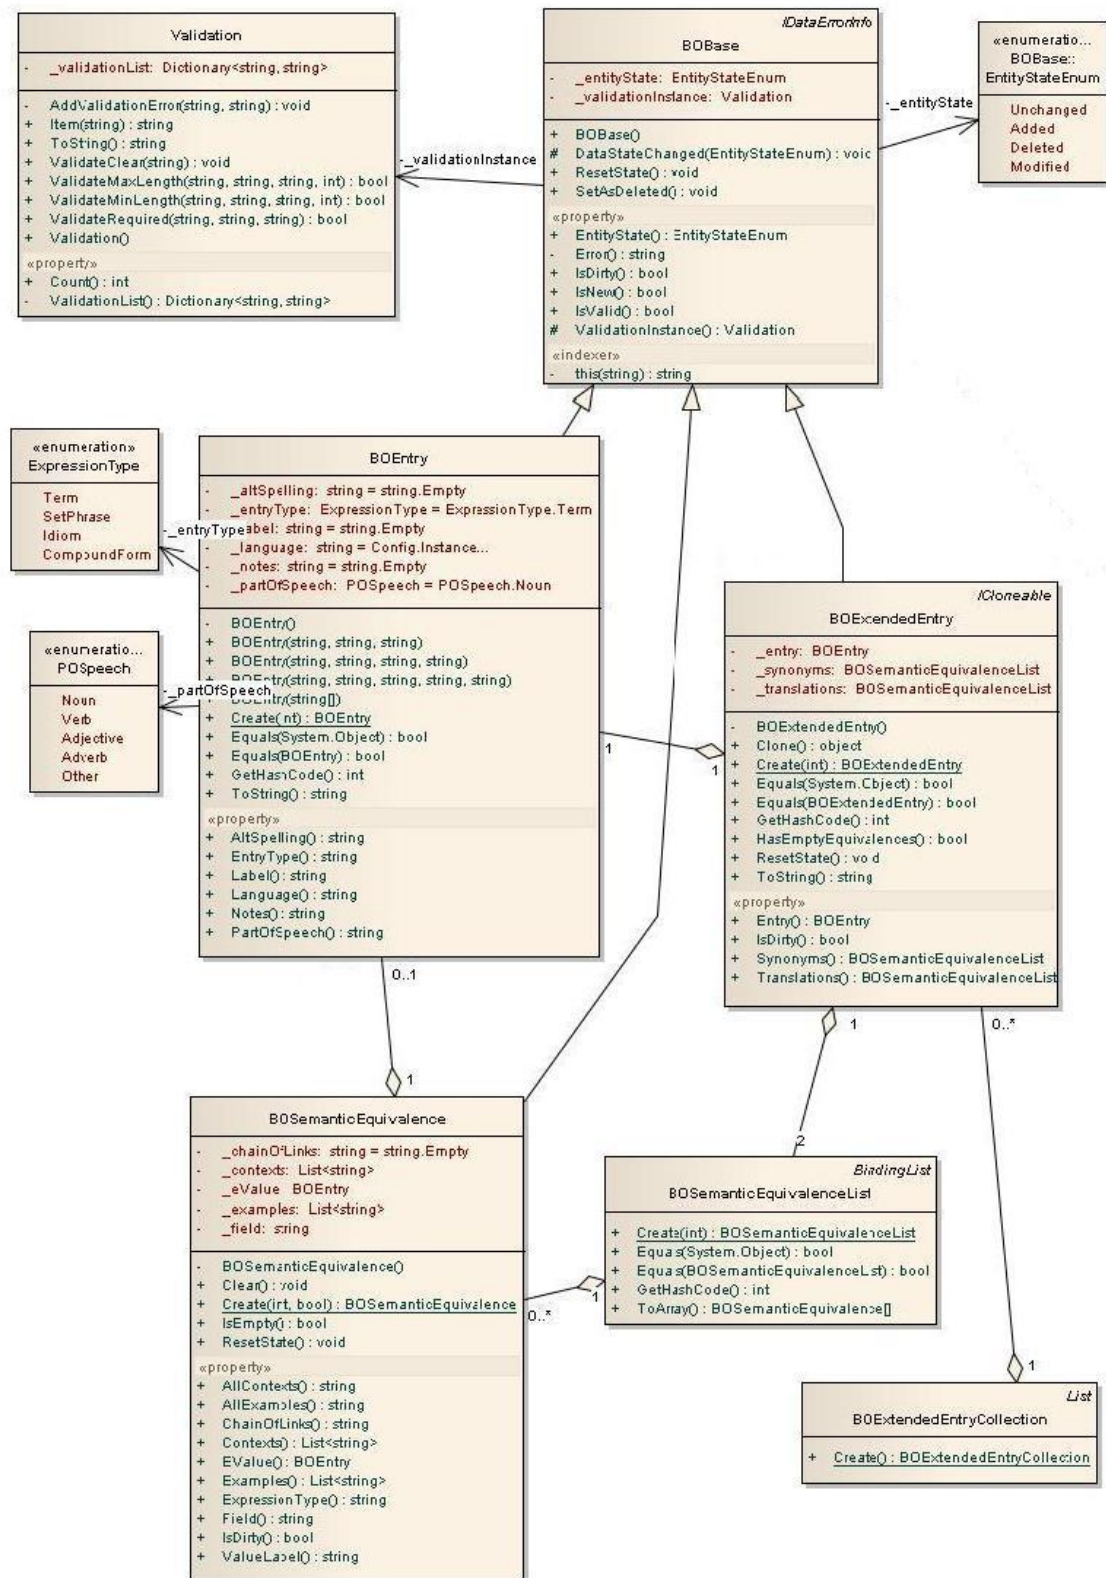 Validation
- _validationList: Dictionary<string, string>
- AddValidationError(string, string) : void
+ Item(string) : string
+ ToString() : string
+ ValidateClear(string) : void
+ ValidateMaxLength(string, string, string, int) : bool
+ ValidateMinLength(string, string, string, int) : bool
+ ValidateRequired(string, string, string) : bool
+ Validation()
«property»
+ Count() : int
- ValidationList() : Dictionary<string, string>
IDataErrorInfo
BOBase
- _entityState: EntityStateEnum
- _validationInstance: Validation
+ BOBase()
# DataStateChanged(EntityStateEnum) : void
+ ResetState() : void
+ SetAsDeleted() : void
«property»
+ EntityState() : EntityStateEnum
- Error() : string
+ IsDirty() : bool
+ IsNew() : bool
+ IsValid() : bool
# ValidationInstance() : Validation
«indexer»
- this(string) : string
-_validationInstance
-_entityState
«enumeratio...
BOBase::
EntityStateEnum
Unchanged
Added
Deleted
Modified
«enumeration»
ExpressionType
Term
SetPhrase
Idiom
CompoundForm
-_entryType
«enumeratio...
POSpeech
Noun
Verb
Adjective
Adverb
Other
-_partOfSpeech
BOEntry
- _altSpelling: string = string.Empty
- _entryType: ExpressionType = ExpressionType.Term
abel: string = string.Empty
- _language: string = Config.Instance...
- _notes: string = string.Empty
- _partOfSpeech: POSpeech = POSpeech.Noun
- BOEntry()
+ BOEntry(string, string, string)
+ BOEntry(string, string, string, string)
+ BOEntry(string, string, string, string, string)
+ BOEntry(string[])
+ Create(int) : BOEntry
+ Equals(System.Object) : bool
+ Equals(BOEntry) : bool
+ GetHashCode() : int
+ ToString() : string
«property»
+ AltSpelling() : string
+ EntryType() : string
+ Label() : string
+ Language() : string
+ Notes() : string
+ PartOfSpeech() : string
ICloneable
BOExtendedEntry
- _entry: BOEntry
- _synonyms: BOSemanticEquivalenceList
- _translations: BOSemanticEquivalenceList
- BOExtendedEntry()
+ Clone() : object
+ Create(int) : BOExtendedEntry
+ Equals(System.Object) : bool
+ Equals(BOExtendedEntry) : bool
+ GetHashCode() : int
+ HasEmptyEquivalences() : bool
+ ResetState() : void
+ ToString() : string
«property»
+ Entry() : BOEntry
+ IsDirty() : bool
+ Synonyms() : BOSemanticEquivalenceList
+ Translations() : BOSemanticEquivalenceList
1
1
0..1
1
1
0..*
2
BOSemanticEquivalence
- _chainOfLinks: string = string.Empty
- _contexts: List<string>
- _eValue BOEntry
- _examples: List<string>
- _field: string
- BOSemanticEquivalence()
+ Clear() : void
+ Create(int, bool) : BOSemanticEquivalence
+ IsEmpty() : bool
+ ResetState() : void
«property»
+ AllContexts() : string
+ AllExamples() : string
+ ChainOfLinks() : string
+ Contexts() : List<string>
+ EValue() : BOEntry
+ Examples() : List<string>
+ ExpressionType() : string
+ Field() : string
+ IsDirty() : bool
+ ValueLabel() : string
0..*
1
BindingList
BOSemanticEquivalenceList
+ Create(int) : BOSemanticEquivalenceList
+ Equals(System.Object) : bool
+ Equals(BOSemanticEquivalenceList) : bool
+ GetHashCode() : int
+ ToArray() : BOSemanticEquivalence[]
1
List
BOExtendedEntryCollection
+ Create() : BOExtendedEntryCollection